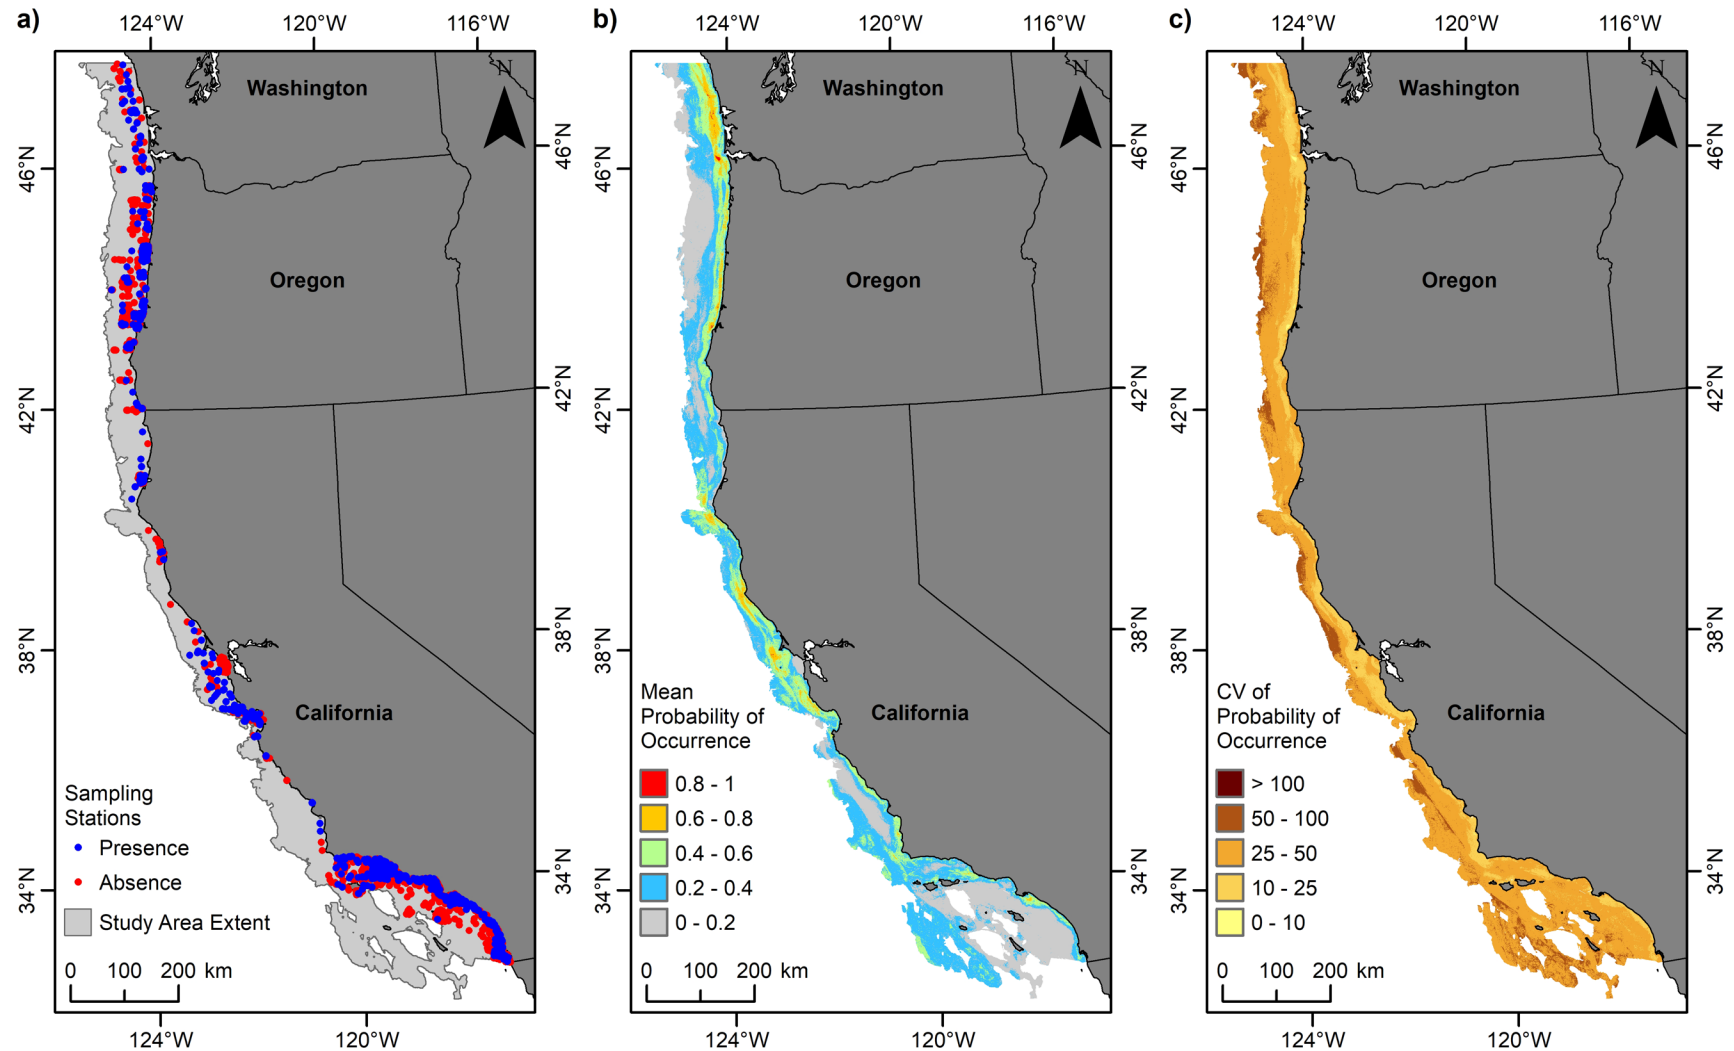 a)
124°W
120°W
116°W
N
Washington
46°N
46°N
Oregon
42°N
42°N
38°N
38°N
California
Sampling
Stations
Presence
Absence
34°N
34°N
Study Area Extent
0 100 200 km
124°W
120°W
b)
124°W
120°W
116°W
N
Washington
46°N
46°N
Oregon
42°N
42°N
38°N
38°N
Mean
Probability of
Occurrence
California
0.8 - 1
0.6 - 0.8
0.4 - 0.6
0.2 - 0.4
0 - 0.2
34°N
34°N
0 100 200 km
124°W
120°W
c)
124°W
120°W
116°W
N
Washington
46°N
46°N
Oregon
42°N
42°N
38°N
38°N
CV of
Probability of
Occurrence
California
> 100
50 - 100
25 - 50
10 - 25
0 - 10
34°N
34°N
0 100 200 km
124°W
120°W